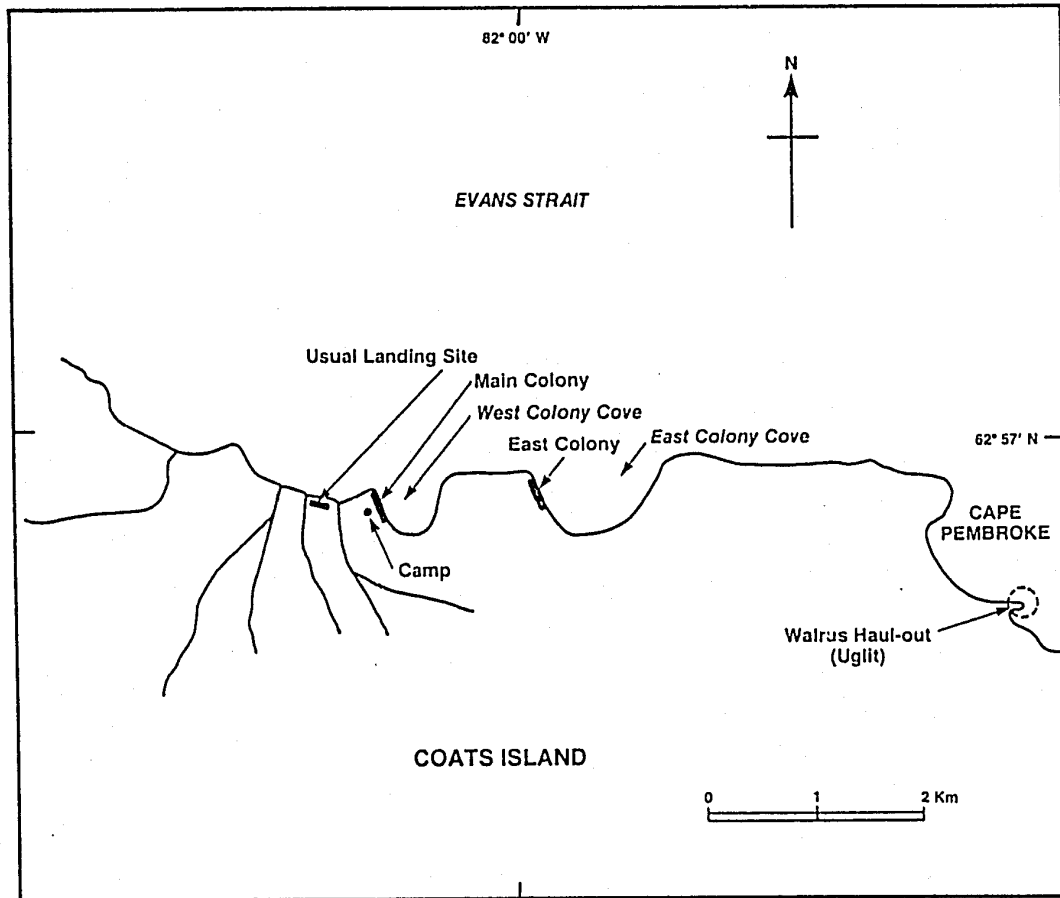 82° 00' W
N
EVANS STRAIT
Usual Landing Site
Main Colony
West Colony Cove
East Colony
East Colony Cove
62° 57' N
CAPE
PEMBROKE
Camp
Walrus Haul-out
(Uglit)
COATS ISLAND
0 1 2 Km